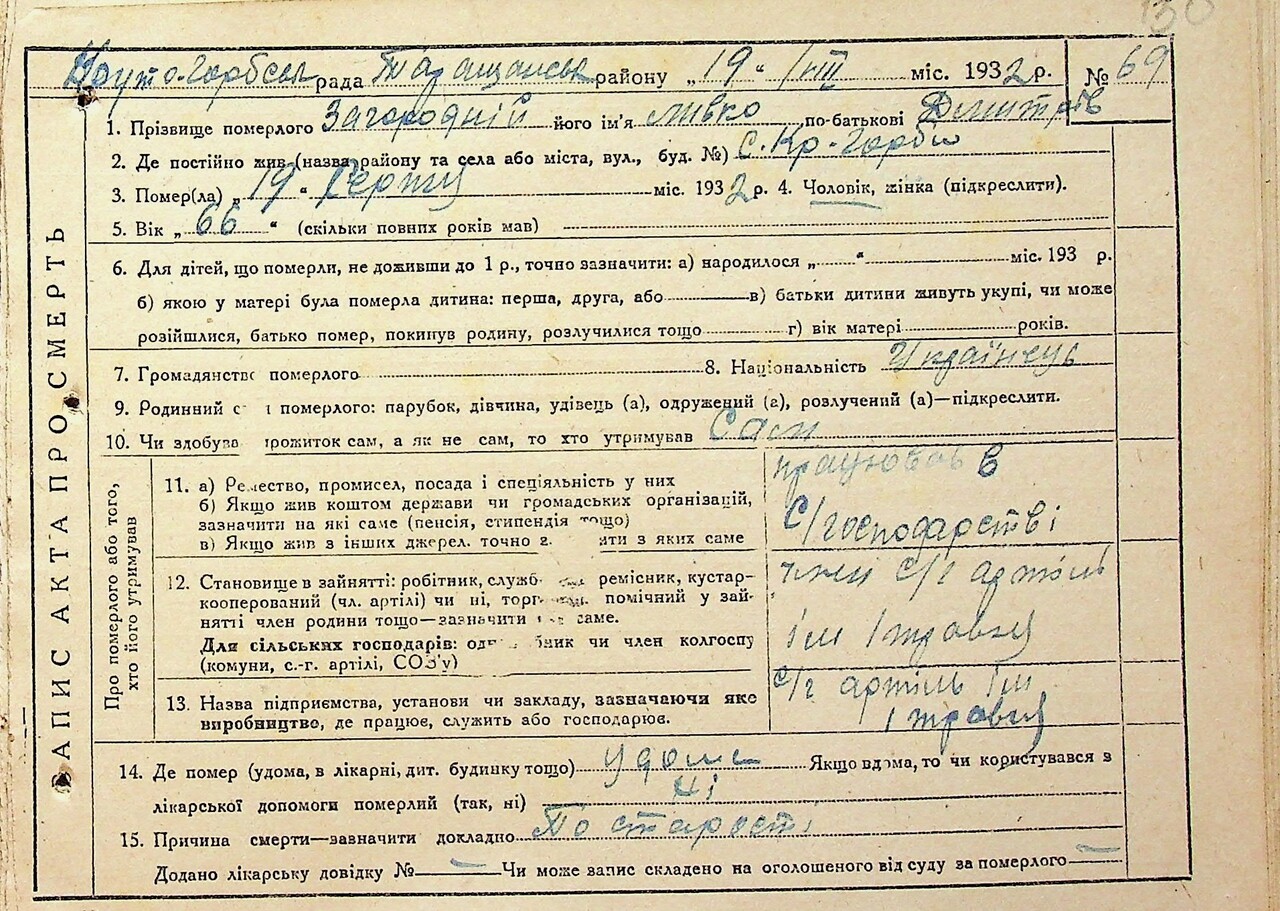 130
Круто-Горбськ рада Таращанськ району „19“ /VIII міс. 1932 р. № 69
1. Прізвище померлого Загородній його ім'я Ливко по-батькові Дмитрів
2. Де постійно жив (назва району та села або міста, вул., буд. №) с. Кр-Горби
3. Помер(ла) „19“ Серпня міс. 1932 р. 4. Чоловік, жінка (підкреслити).
5. Вік „66“ (скільки повних років мав)
6. Для дітей, що померли, не доживши до 1 р., точно зазначити: а) народилося „ “ міс. 193 р.
б) якою у матері була померла дитина: перша, друга, або в) батьки дитини живуть укупі, чи може
розійшлися, батько помер, покинув родину, розлучилися тощо г) вік матері років.
7. Громадянство померлого 8. Національність Українець
9. Родинний с і померлого: парубок, дівчина, удівець (а), одружений (а), розлучений (а)—підкреслити.
10. Чи здобува прожиток сам, а як не сам, то хто утримував Сам
ЗАПИС АКТА ПРО СМЕРТЬ
Про померлого або того,
хто його утримував
11. а) Ремество, промисел, посада і спеціяльність у них
б) Якщо жив коштом держави чи громадських організацій,
зазначити на які саме (пенсія, стипендія тощо)
в) Якщо жив з інших джерел, точно з ити з яких саме
працював в
С/господарстві
12. Становище в зайнятті: робітник, служб ремісник, кустар-
кооперований (чл. артілі) чи ні, торг помічний у зай-
нятті член родини тощо—зазначити саме.
Для сільських господарів: од бник чи член колгоспу
(комуни, с.-г. артілі, СОЗ'у)
член с/г артіль
ім 1 травня
13. Назва підприємства, установи чи закладу, зазначаючи яке
виробництво, де працює, служить або господарює.
с/г артіль ім
1 травня
14. Де помер (удома, в лікарні, дит. будинку тощо) удома Якщо вдома, то чи користувався з
лікарської допомоги померлий (так, ні) Ні
15. Причина смерти—зазначити докладно По старості
Додано лікарську довідку № — Чи може запис складено на оголошеного від суду за померлого —